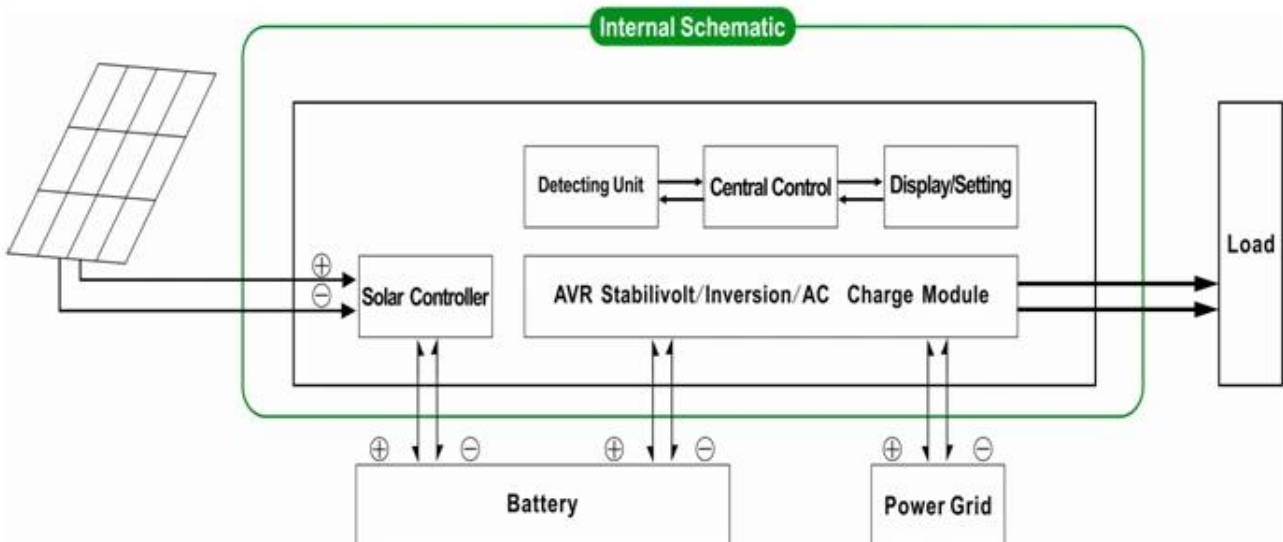 Internal Schematic
Detecting Unit
Central Control
Display/Setting
Load
⊕
⊖
Solar Controller
AVR Stabilivolt/Inversion/AC Charge Module
⊕ ⊖ ⊕ ⊖ ⊕ ⊖
Battery
Power Grid